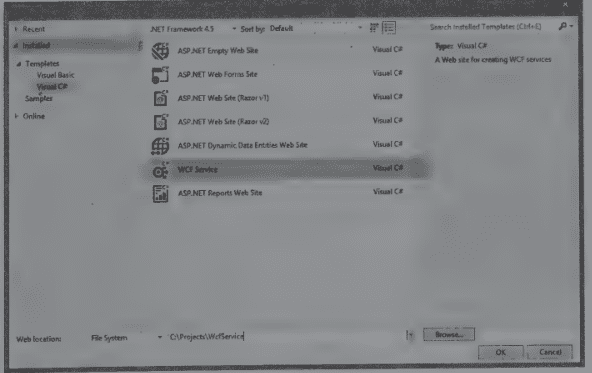 Recent
.NET Framework 4.5 Sort by: Default Search Installed Templates (Ctrl+E)
Installed
Templates
Visual Basic
Visual C#
Sampler
Online
ASP.NET Empty Web Site Visual C#
ASP.NET Web Forms Site Visual C#
ASP.NET Web Site (Razor v1) Visual C#
ASP.NET Web Site (Razor v2) Visual C#
ASP.NET Dynamic Data Entities Web Site Visual C#
WCF Service Visual C#
ASP.NET Reports Web Site Visual C#
Type: Visual C#
A Web site for creating WCF services
Web location: File System C:\Projects\WcfService Browse...
OK Cancel